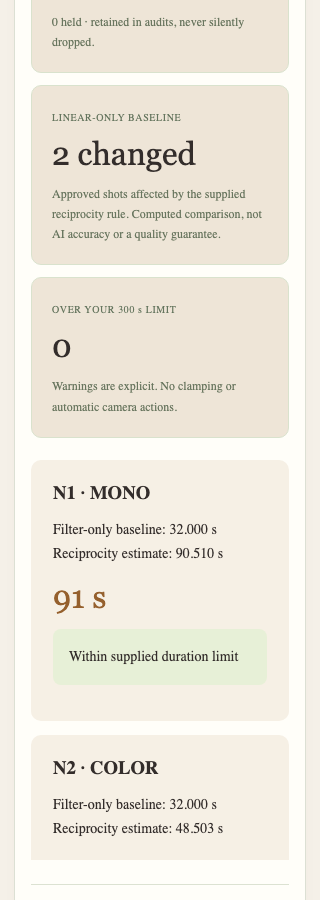 0 held · retained in audits, never silently
dropped.
LINEAR-ONLY BASELINE
2 changed
Approved shots affected by the supplied
reciprocity rule. Computed comparison, not
AI accuracy or a quality guarantee.
OVER YOUR 300 s LIMIT
0
Warnings are explicit. No clamping or
automatic camera actions.
N1 · MONO
Filter-only baseline: 32.000 s
Reciprocity estimate: 90.510 s
91 s
Within supplied duration limit
N2 · COLOR
Filter-only baseline: 32.000 s
Reciprocity estimate: 48.503 s